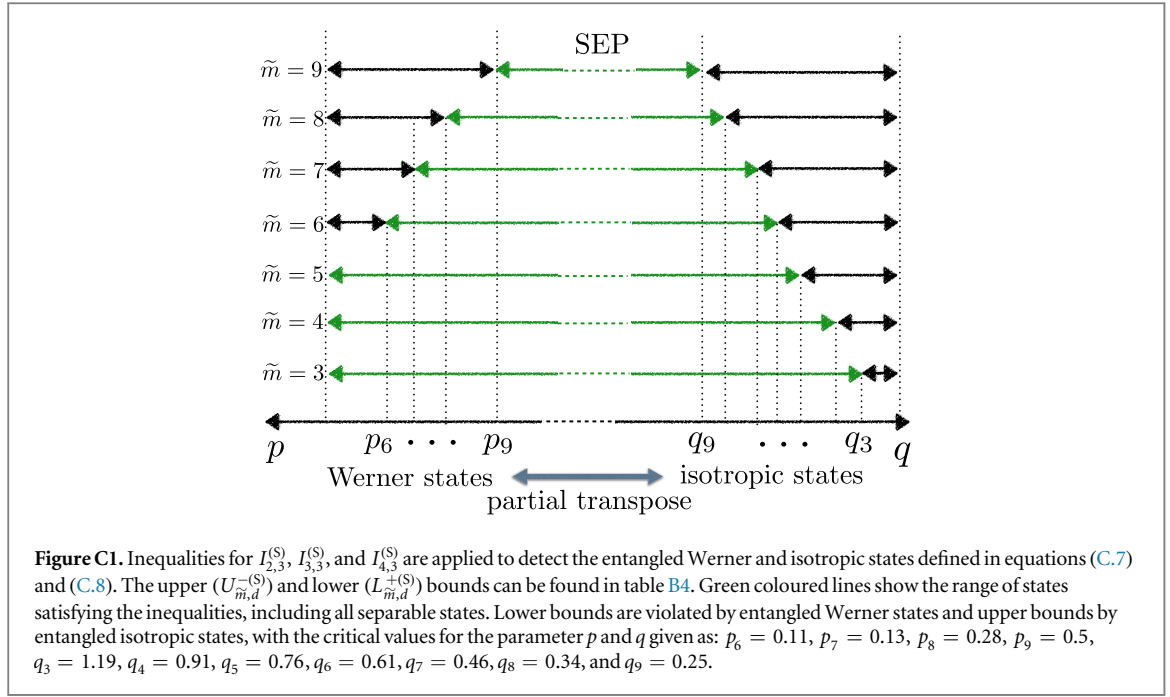 SEP
m̃ = 9
m̃ = 8
m̃ = 7
m̃ = 6
m̃ = 5
m̃ = 4
m̃ = 3
p p₆ · · · p₉ q₉ · · · q₃ q
Werner states isotropic states
partial transpose
Figure C1. Inequalities for I₂,₃^(S), I₃,₃^(S), and I₄,₃^(S) are applied to detect the entangled Werner and isotropic states defined in equations (C.7)
and (C.8). The upper (U_m̃,d^−(S)) and lower (L_m̃,d^+(S)) bounds can be found in table B4. Green coloured lines show the range of states
satisfying the inequalities, including all separable states. Lower bounds are violated by entangled Werner states and upper bounds by
entangled isotropic states, with the critical values for the parameter p and q given as: p₆ = 0.11, p₇ = 0.13, p₈ = 0.28, p₉ = 0.5,
q₃ = 1.19, q₄ = 0.91, q₅ = 0.76, q₆ = 0.61, q₇ = 0.46, q₈ = 0.34, and q₉ = 0.25.